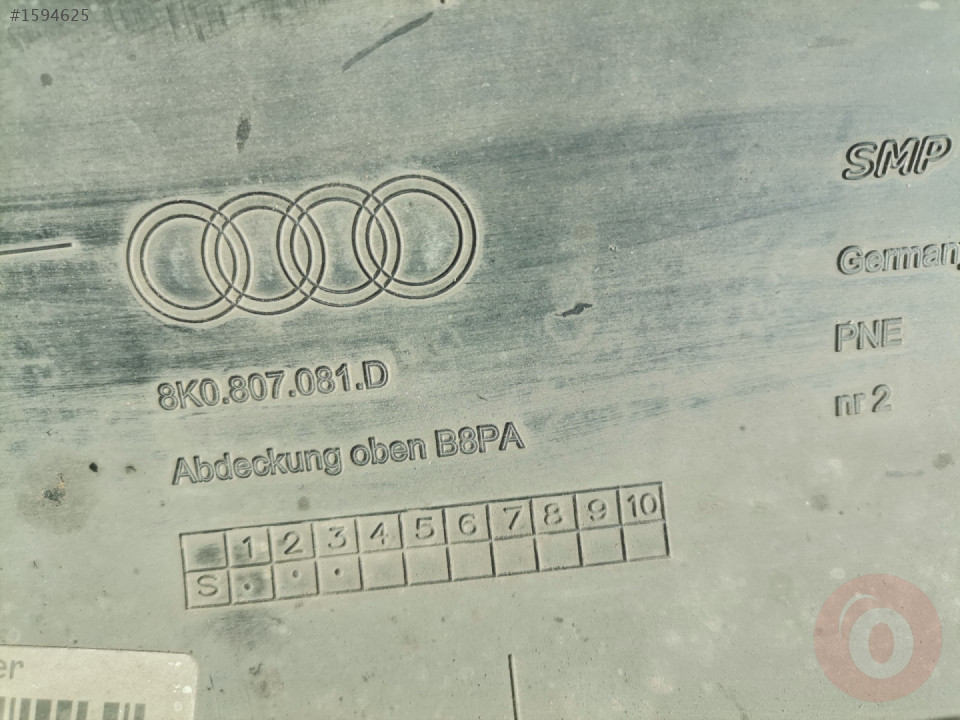 #1594625
SMP
Germany
PNE
nr 2
8K0.807.081.D
Abdeckung oben B8PA
1 2 3 4 5 6 7 8 9 10
S
er